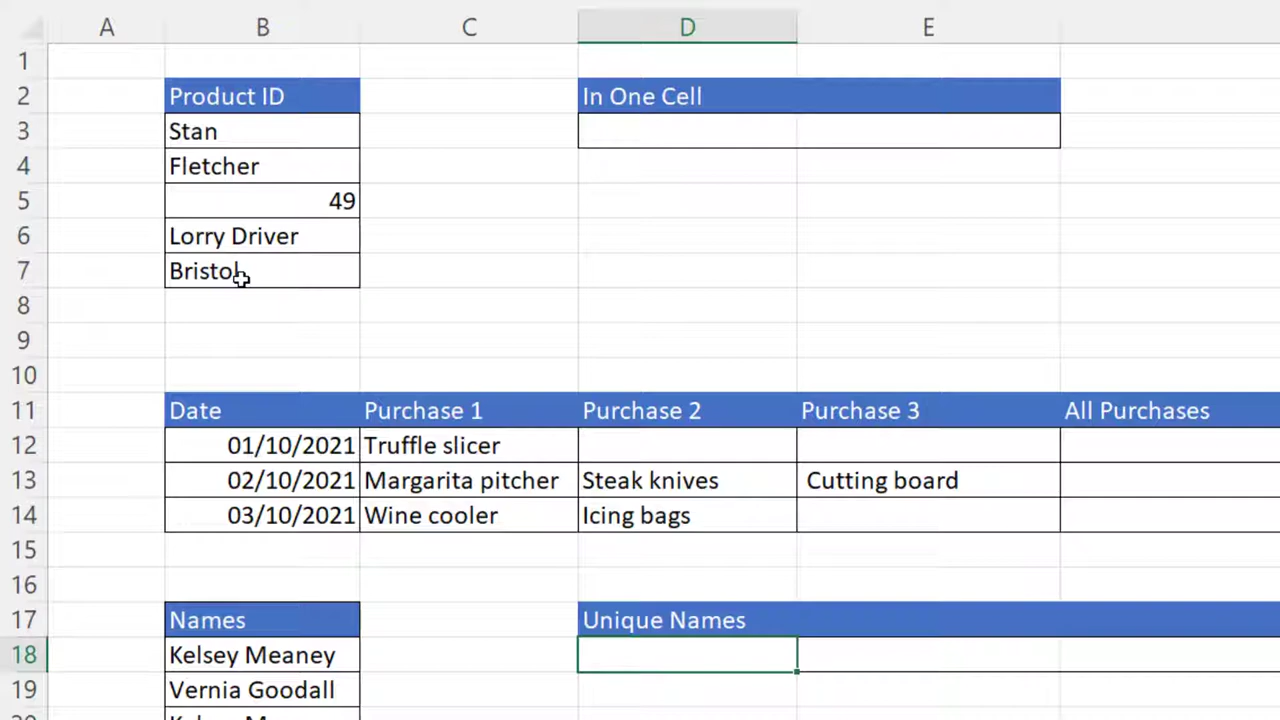 A B C D E
1
2 Product ID In One Cell
3 Stan
4 Fletcher
5 49
6 Lorry Driver
7 Bristol
8
9
10
11 Date Purchase 1 Purchase 2 Purchase 3 All Purchases
12 01/10/2021 Truffle slicer
13 02/10/2021 Margarita pitcher Steak knives Cutting board
14 03/10/2021 Wine cooler Icing bags
15
16
17 Names Unique Names
18 Kelsey Meaney
19 Vernia Goodall